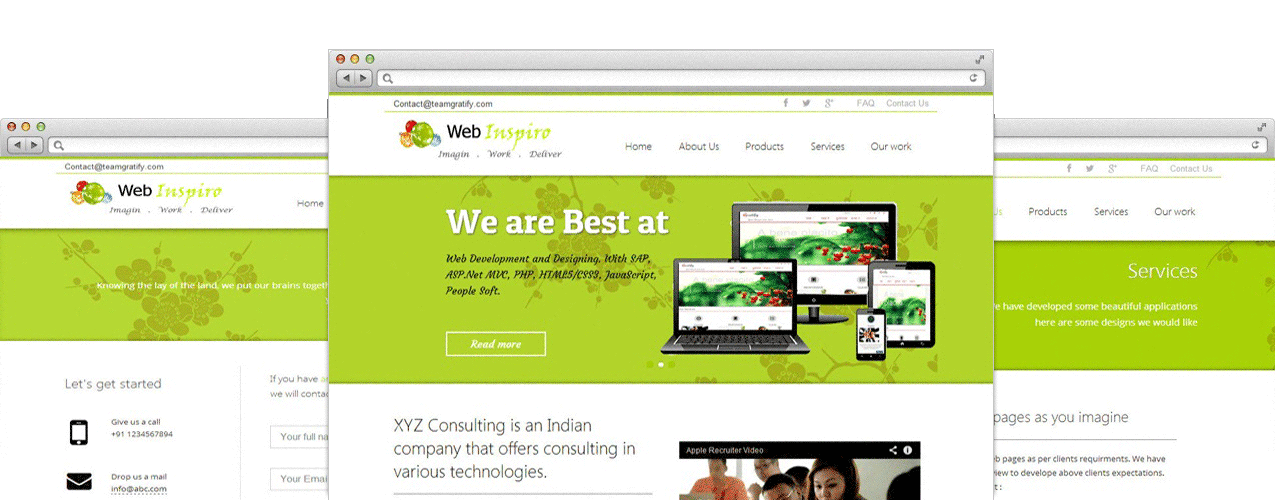 Contact@teamgratify.com
FAQ Contact Us
Web Inspiro
Imagin . Work . Deliver
Home About Us Products Services Our work
We are Best at
Web Development and Designing. With SAP,
ASP.Net MVC, PHP, HTML5/CSS3, JavaScript,
People Soft.
Read more
XYZ Consulting is an Indian
company that offers consulting in
various technologies.
Apple Recruiter Video
Contact@teamgratify.com
Web Inspiro
Imagin . Work . Deliver
Home
Knowing the lay of the land, we put our brains togeth
Let's get started
Give us a call
+91 1234567894
Drop us a mail
info@abc.com
If you have
we will contac
Your full na
Your Emai
FAQ Contact Us
Products Services Our work
Services
e have developed some beautiful applications
here are some designs we would like
pages as you imagine
b pages as per clients requirments. We have
view to develope above clients expectations.